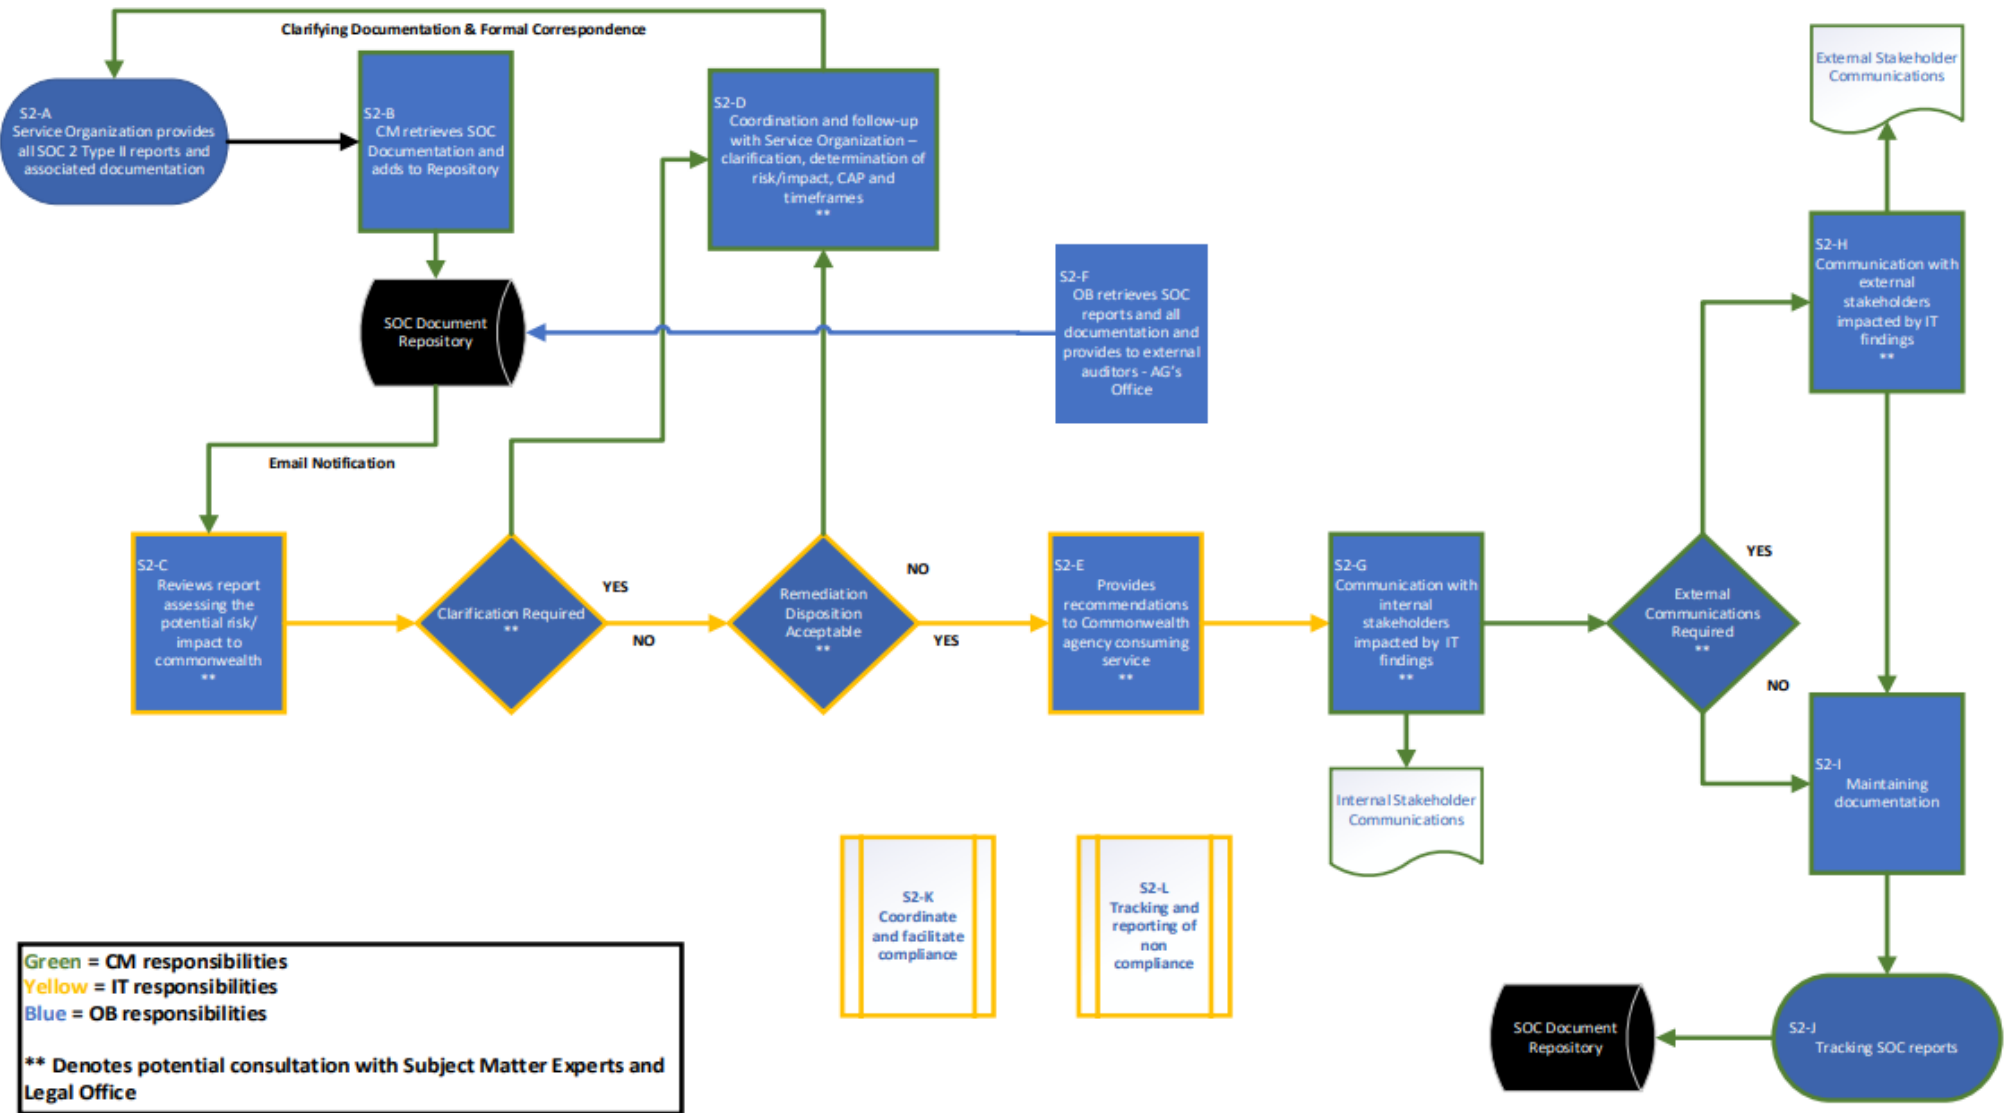 Clarifying Documentation & Formal Correspondence
S2-A
Service Organization provides
all SOC 2 Type II reports and
associated documentation
S2-B
CM retrieves SOC
Documentation and
adds to Repository
S2-D
Coordination and follow-up
with Service Organization –
clarification, determination of
risk/impact, CAP and
timeframes
**
External Stakeholder
Communications
SOC Document
Repository
S2-F
OB retrieves SOC
reports and all
documentation and
provides to external
auditors - AG's
Office
S2-H
Communication with
external
stakeholders
impacted by IT
findings
**
Email Notification
S2-C
Reviews report
assessing the
potential risk/
impact to
commonwealth
**
Clarification Required
**
YES
NO
Remediation
Disposition
Acceptable
**
NO
YES
S2-E
Provides
recommendations
to Commonwealth
agency consuming
service
**
S2-G
Communication with
internal
stakeholders
impacted by IT
findings
**
External
Communications
Required
**
YES
NO
S2-I
Maintaining
documentation
Internal Stakeholder
Communications
S2-K
Coordinate
and facilitate
compliance
S2-L
Tracking and
reporting of
non
compliance
Green = CM responsibilities
Yellow = IT responsibilities
Blue = OB responsibilities
** Denotes potential consultation with Subject Matter Experts and
Legal Office
SOC Document
Repository
S2-J
Tracking SOC reports